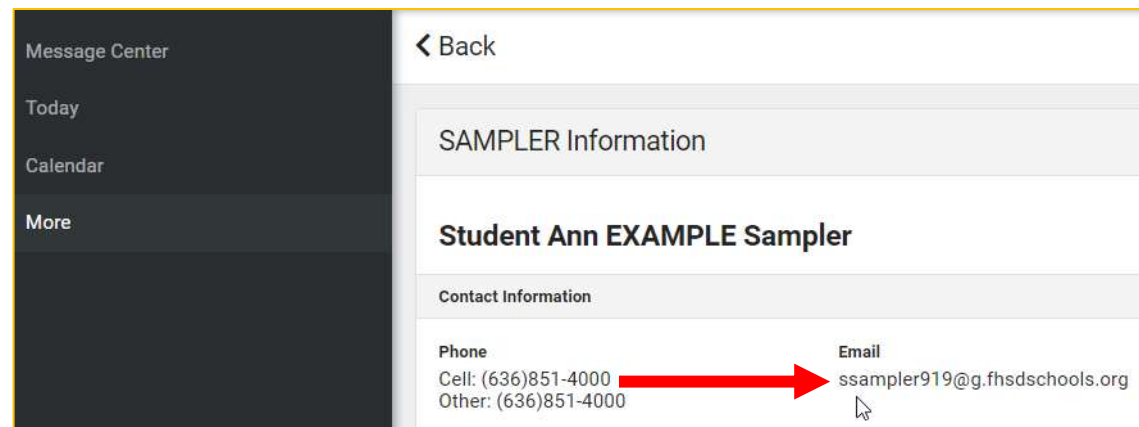 Message Center
Today
Calendar
More
Back
SAMPLER Information
Student Ann EXAMPLE Sampler
Contact Information
Phone
Cell: (636)851-4000
Other: (636)851-4000
Email
ssampler919@g.fhsdschools.org